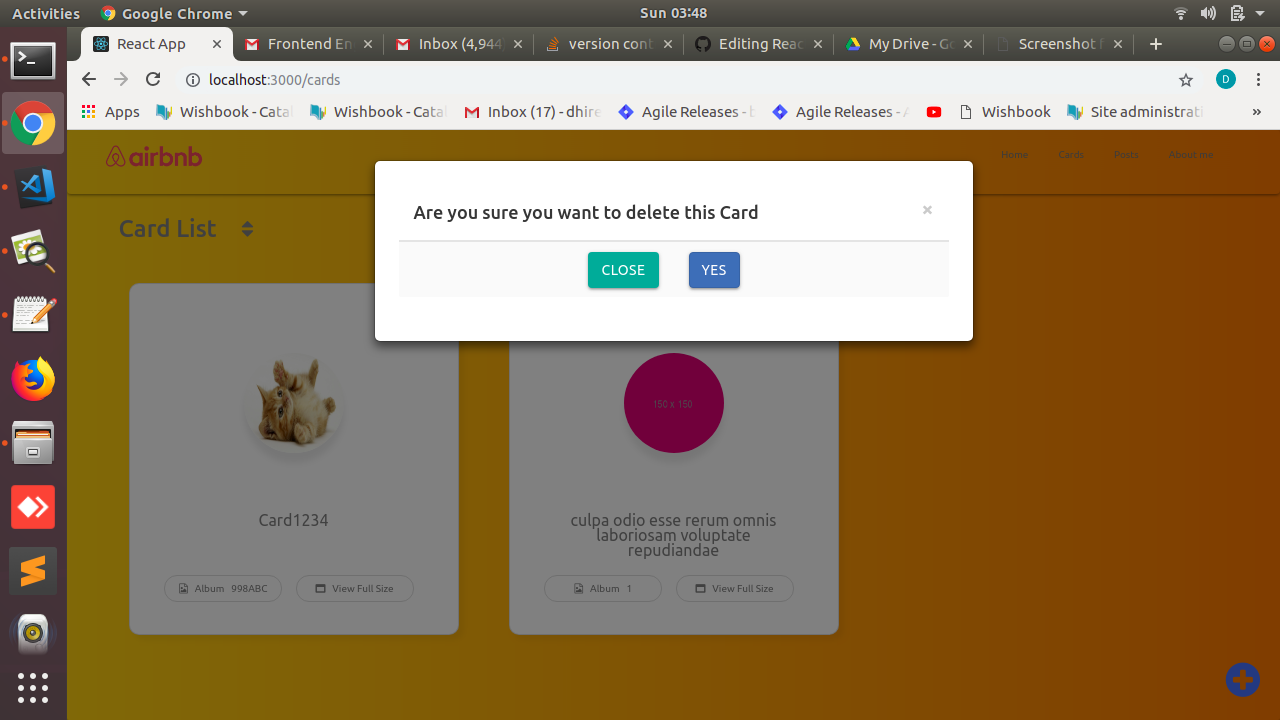 Activities Google Chrome Sun 03:48
React App Frontend En Inbox (4,944 version cont Editing Reac My Drive - Go Screenshot f
localhost:3000/cards D
Apps Wishbook - Catal Wishbook - Catal Inbox (17) - dhire Agile Releases - b Agile Releases - A Wishbook Site administrati »
airbnb Home Cards Posts About me
Are you sure you want to delete this Card ×
Card List
CLOSE YES
150 x 150
Card1234
culpa odio esse rerum omnis
laboriosam voluptate
repudiandae
Album 998ABC View Full Size Album 1 View Full Size